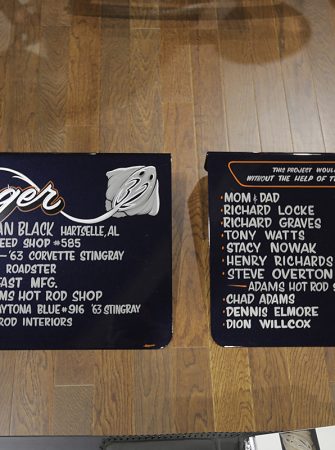 ger
AN BLACK HARTSELLE, AL
EED SHOP #585
-'63 CORVETTE STINGRAY
ROADSTER
FAST MFG.
MS HOT ROD SHOP
AYTONA BLUE #916 '63 STINGRAY
ROD INTERIORS
THIS PROJECT WOUL
WITHOUT THE HELP OF T
MOM & DAD
RICHARD LOCKE
RICHARD GRAVES
TONY WATTS
STACY NOWAK
HENRY RICHARDS
STEVE OVERTON
ADAMS HOT ROD S
CHAD ADAMS
DENNIS ELMORE
DION WILLCOX